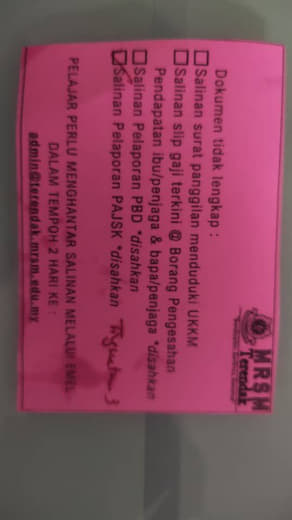 MRSM
Terendak
Dokumen tidak lengkap :
Salinan surat panggilan menduduki UKKM
Salinan slip gaji terkini @ Borang Pengesahan
Pendapatan ibu/penjaga & bapa/penjaga *disahkan
Salinan Pelaporan PBD *disahkan
Salinan Pelaporan PAJSK *disahkan
PELAJAR PERLU MENGHANTAR SALINAN MELALUI EMEL
DALAM TEMPOH 2 HARI KE :
admin@terendak.mrsm.edu.my